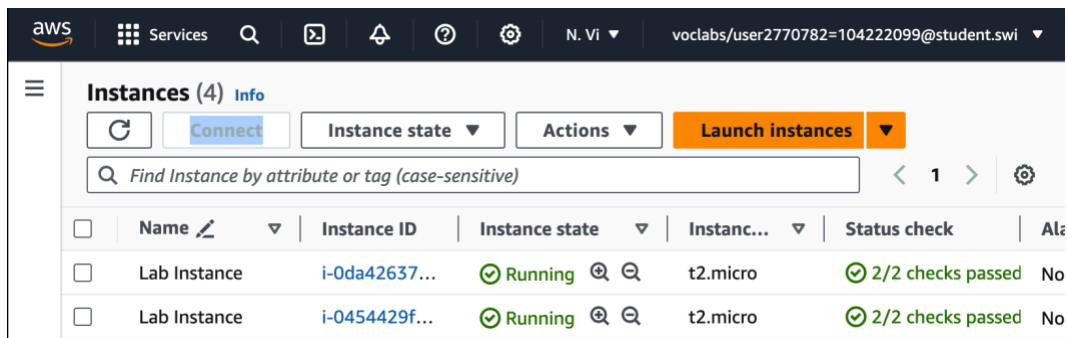 aws Services N. Vi ▼ voclabs/user2770782=104222099@student.swi ▼
Instances (4) Info
Connect Instance state ▼ Actions ▼ Launch instances ▼
Find Instance by attribute or tag (case-sensitive) < 1 >
Name Instance ID Instance state Instanc... Status check Ala
Lab Instance i-0da42637... Running t2.micro 2/2 checks passed No
Lab Instance i-0454429f... Running t2.micro 2/2 checks passed No